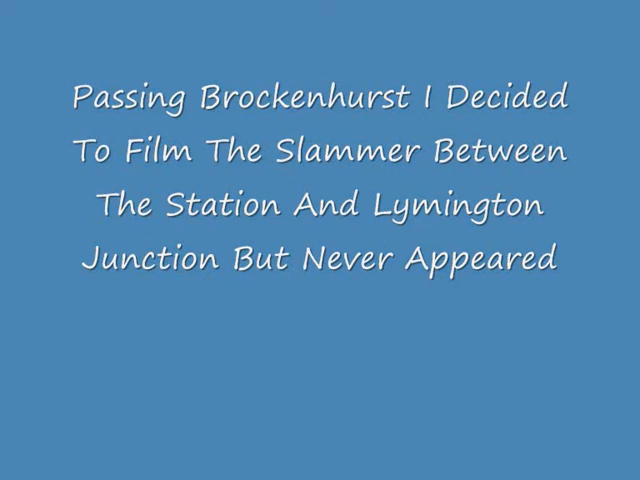 Passing Brockenhurst I Decided
To Film The Slammer Between
The Station And Lymington
Junction But Never Appeared